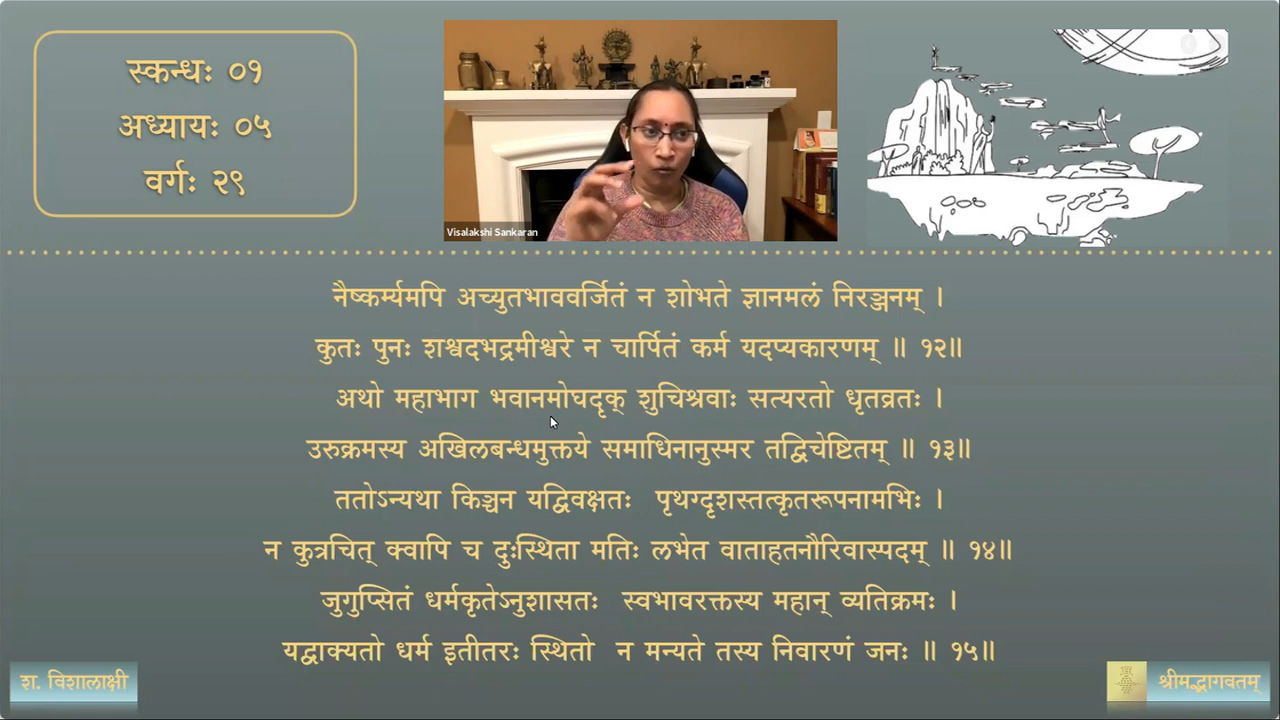 स्कन्धः ०१
अध्यायः ०५
वर्गः २९
Visalakshi Sankaran
नैष्कर्म्यमपि अच्युतभाववर्जितं न शोभते ज्ञानमलं निरञ्जनम् ।
कुतः पुनः शश्वदभद्रमीश्वरे न चार्पितं कर्म यदप्यकारणम् ॥ १२॥
अथो महाभाग भवानमोघदृक् शुचिश्रवाः सत्यरतो धृतव्रतः ।
उरुक्रमस्य अखिलबन्धमुक्तये समाधिनानुस्मर तद्विचेष्टितम् ॥ १३॥
ततोऽन्यथा किञ्चन यद्विवक्षतः पृथग्दृशस्तत्कृतरूपनामभिः ।
न कुत्रचित् क्वापि च दुःस्थिता मतिः लभेत वाताहतनौरिवास्पदम् ॥ १४॥
जुगुप्सितं धर्मकृतेऽनुशासतः स्वभावरक्तस्य महान् व्यतिक्रमः ।
यद्वाक्यतो धर्म इतीतरः स्थितो न मन्यते तस्य निवारणं जनः ॥ १५॥
श. विशालाक्षी
श्रीमद्भागवतम्